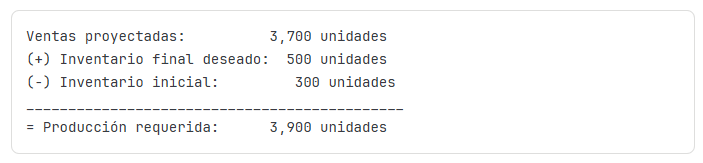 Ventas proyectadas: 3,700 unidades
(+) Inventario final deseado: 500 unidades
(-) Inventario inicial: 300 unidades
_____________________________________________
= Producción requerida: 3,900 unidades